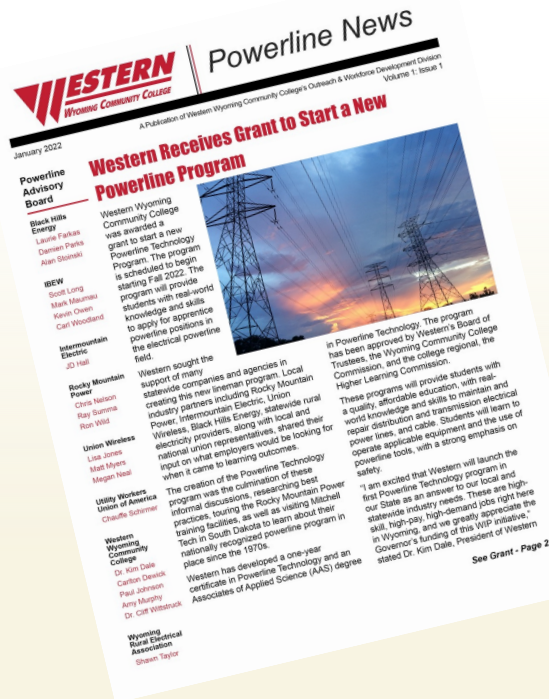 WESTERN
WYOMING COMMUNITY COLLEGE
Powerline News
A Publication of Western Wyoming Community College's Outreach & Workforce Development Division
Volume 1: Issue 1
January 2022
Western Receives Grant to Start a New
Powerline Program
Powerline
Advisory
Board
Black Hills
Energy
Laurie Farkas
Damien Parks
Alan Stoinski
IBEW
Scott Long
Mark Maumau
Kevin Owen
Carl Woodland
Intermountain
Electric
JD Hall
Rocky Mountain
Power
Chris Nelson
Ray Summa
Ron Wild
Union Wireless
Lisa Jones
Matt Myers
Megan Neal
Utility Workers
Union of America
Chauffe Schirmer
Western
Wyoming
Community
College
Dr. Kim Dale
Carlton Dewick
Paul Johnson
Amy Murphy
Dr. Cliff Wittstruck
Wyoming
Rural Electrical
Association
Shawn Taylor
Western Wyoming
Community College
was awarded a
grant to start a new
Powerline Technology
Program. The program
is scheduled to begin
starting Fall 2022. The
program will provide
students with real-world
knowledge and skills
to apply for apprentice
powerline positions in
the electrical powerline
field.
Western sought the
support of many
statewide companies and agencies in
creating this new lineman program. Local
industry partners including Rocky Mountain
Power, Intermountain Electric, Union
Wireless, Black Hills Energy, statewide rural
electricity providers, along with local and
national union representatives, shared their
input on what employers would be looking for
when it came to learning outcomes.
The creation of the Powerline Technology
program was the culmination of these
informal discussions, researching best
practices, touring the Rocky Mountain Power
training facilities, as well as visiting Mitchell
Tech in South Dakota to learn about their
nationally recognized powerline program in
place since the 1970s.
Western has developed a one-year
certificate in Powerline Technology and an
Associates of Applied Science (AAS) degree
in Powerline Technology. The program
has been approved by Western's Board of
Trustees, the Wyoming Community College
Commission, and the college regional, the
Higher Learning Commission.
These programs will provide students with
a quality, affordable education, with real-
world knowledge and skills to maintain and
repair distribution and transmission electrical
power lines, and cable. Students will learn to
operate applicable equipment and the use of
powerline tools, with a strong emphasis on
safety.
"I am excited that Western will launch the
first Powerline Technology program in
our State as an answer to our local and
statewide industry needs. These are high-
skill, high-pay, high-demand jobs right here
in Wyoming, and we greatly appreciate the
Governor's funding of this WIP initiative,"
stated Dr. Kim Dale, President of Western
See Grant - Page 2